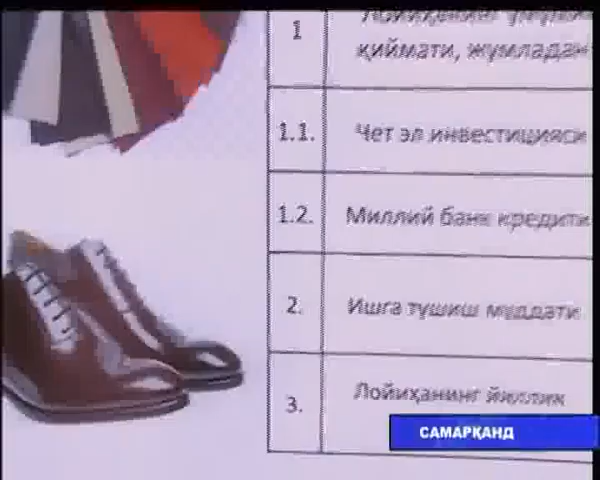 1
Лойиҳанинг умумий
қиймати, жумладан
1.1.
Чет эл инвестицияси
1.2.
Миллий банк кредити
2.
Ишга тушиш муддати
3.
Лойиҳанинг йиллик
САМАРҚАНД